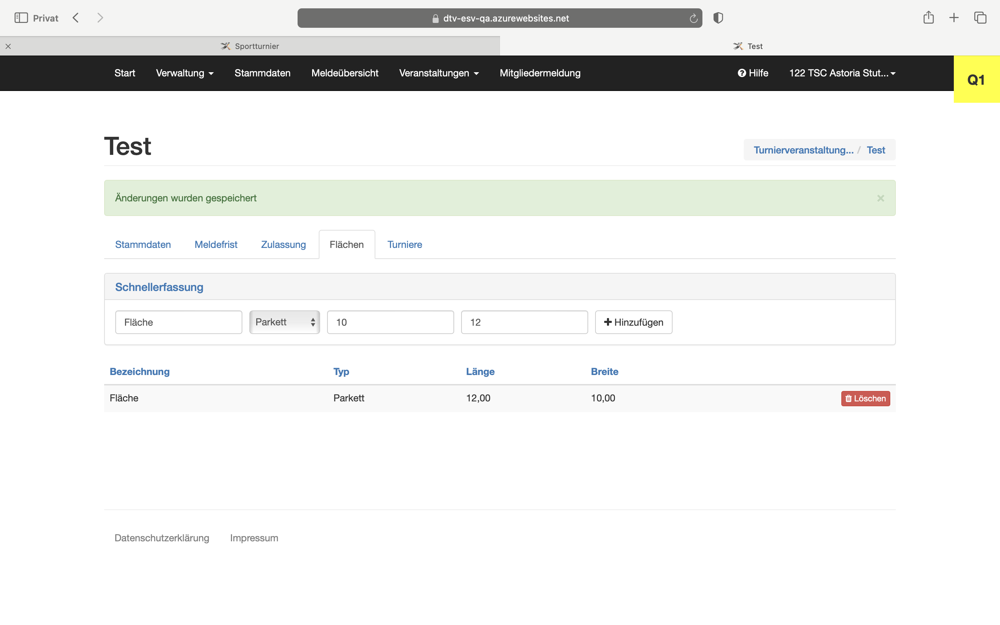 Privat
dtv-esv-qa.azurewebsites.net
Sportturnier
Test
Start
Verwaltung
Stammdaten
Meldeübersicht
Veranstaltungen
Mitgliedermeldung
Hilfe
122 TSC Astoria Stut...
Q1
Test
Turnierveranstaltung... / Test
Änderungen wurden gespeichert
×
Stammdaten
Meldefrist
Zulassung
Flächen
Turniere
Schnellerfassung
Fläche
Parkett
10
12
Hinzufügen
Bezeichnung
Typ
Länge
Breite
Fläche
Parkett
12,00
10,00
Löschen
Datenschutzerklärung
Impressum